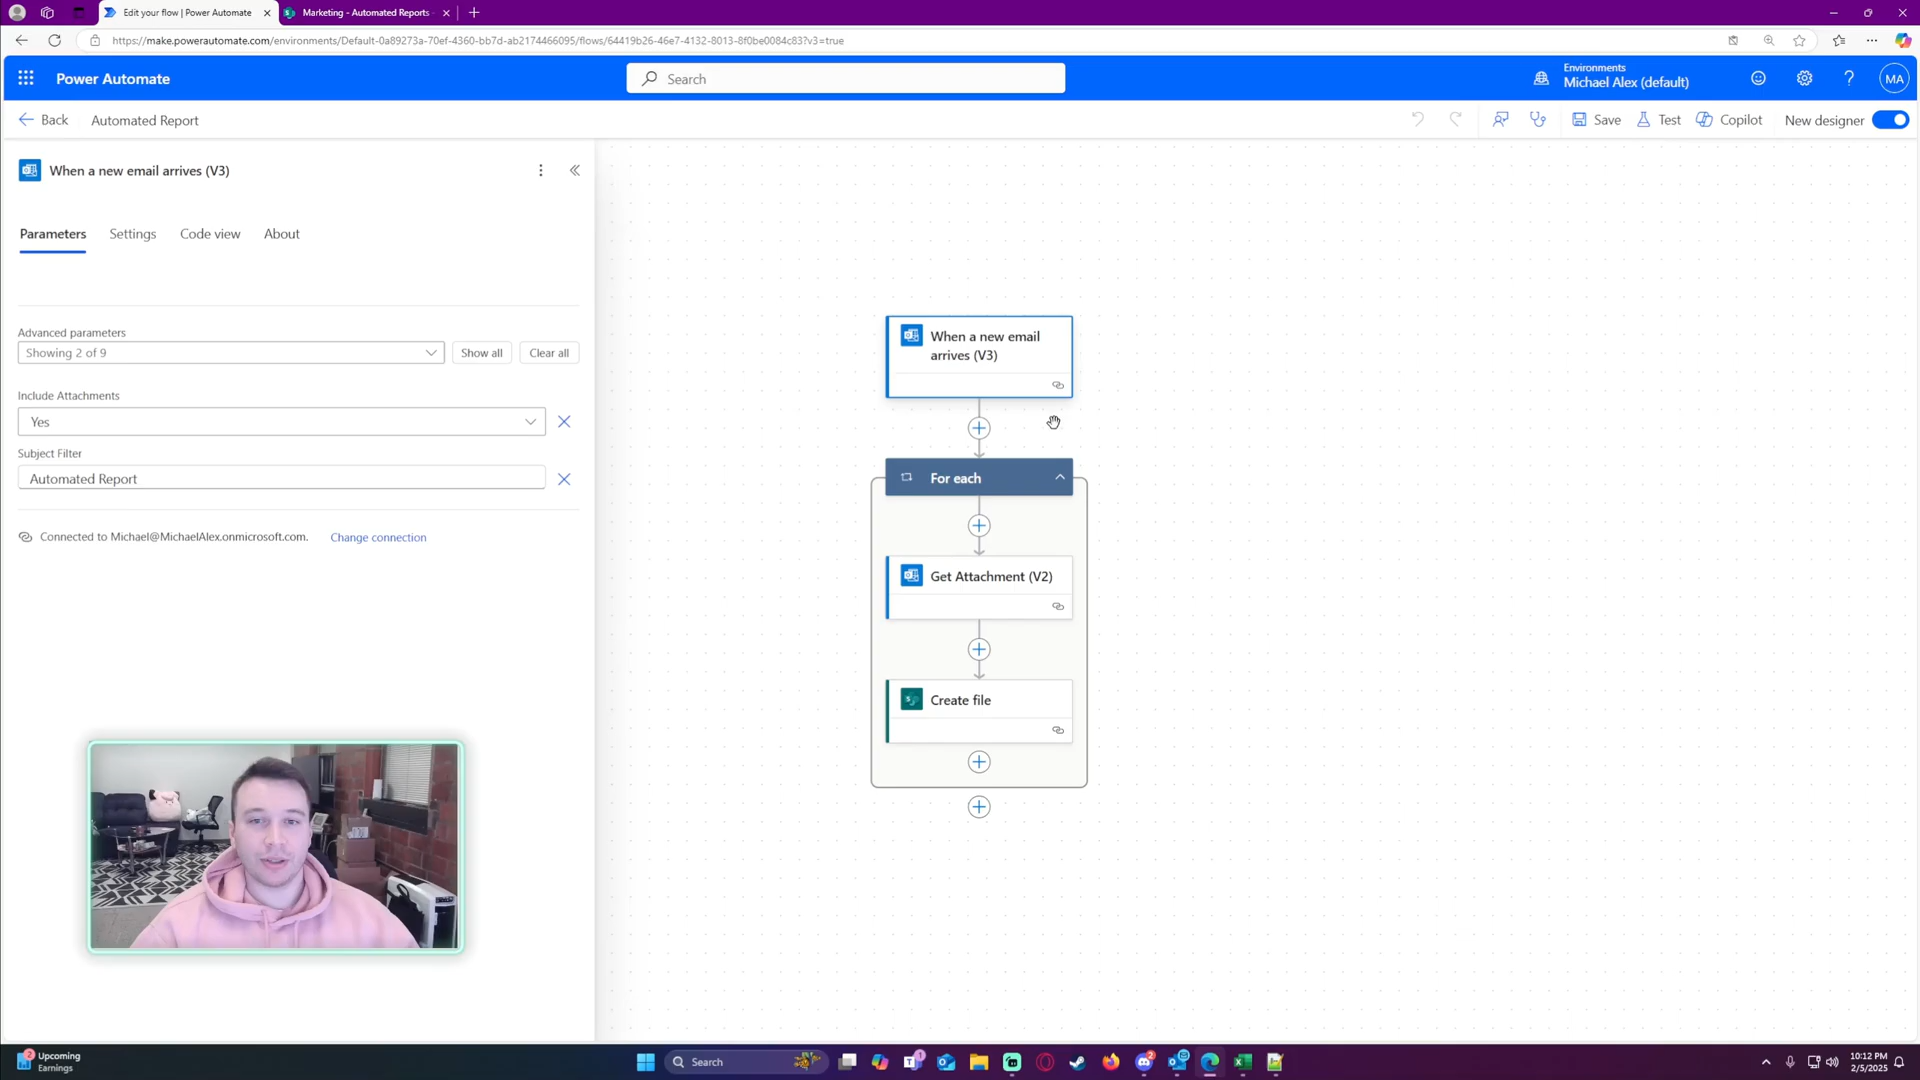 Edit your flow | Power Automate
Marketing - Automated Reports
https://make.powerautomate.com/environments/Default-0a89273a-70ef-4360-bb7d-ab2174466095/flows/64419b26-46e7-4132-8013-8f0be0084c83?v3=true
Power Automate
Search
Environments
Michael Alex (default)
MA
Back
Automated Report
Save
Test
Copilot
New designer
When a new email arrives (V3)
Parameters
Settings
Code view
About
Advanced parameters
Showing 2 of 9
Show all
Clear all
Include Attachments
Yes
Subject Filter
Automated Report
Connected to Michael@MichaelAlex.onmicrosoft.com.
Change connection
When a new email
arrives (V3)
For each
Get Attachment (V2)
Create file
2
Upcoming
Earnings
Search
1
2
10:12 PM
2/5/2025